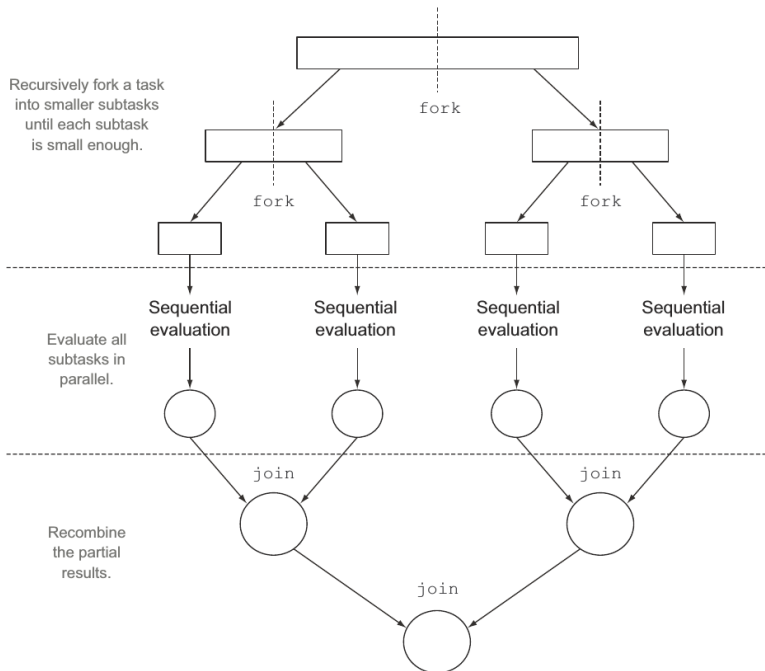 Recursively fork a task
into smaller subtasks
until each subtask
is small enough.
fork
fork
fork
Sequential
evaluation
Sequential
evaluation
Sequential
evaluation
Sequential
evaluation
Evaluate all
subtasks in
parallel.
join
join
Recombine
the partial
results.
join